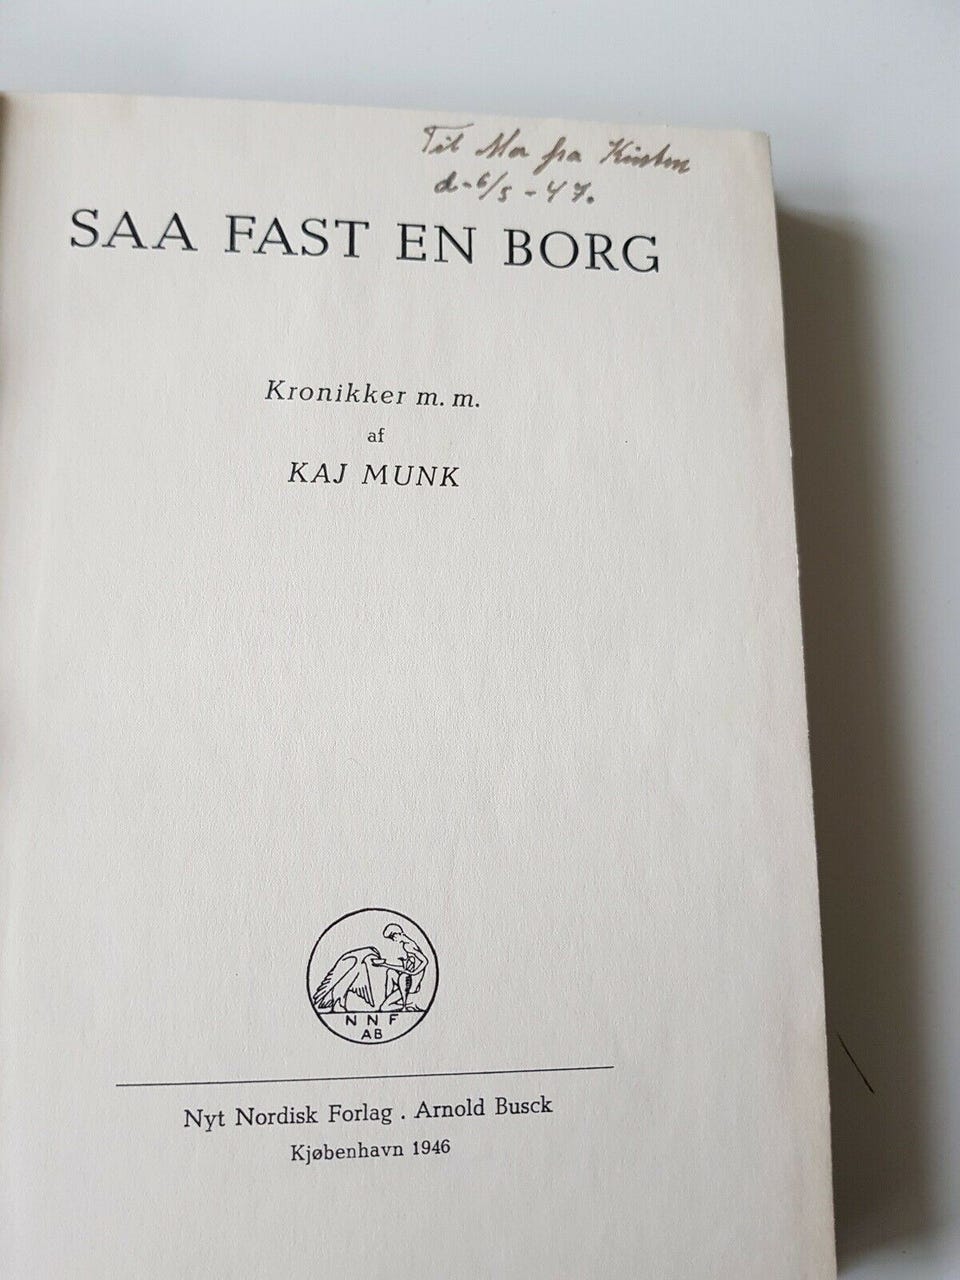 Til Mor fra Kirsten
d-6/5-47.
SAA FAST EN BORG
Kronikker m. m.
af
KAJ MUNK
N N F
AB
Nyt Nordisk Forlag . Arnold Busck
Kjøbenhavn 1946